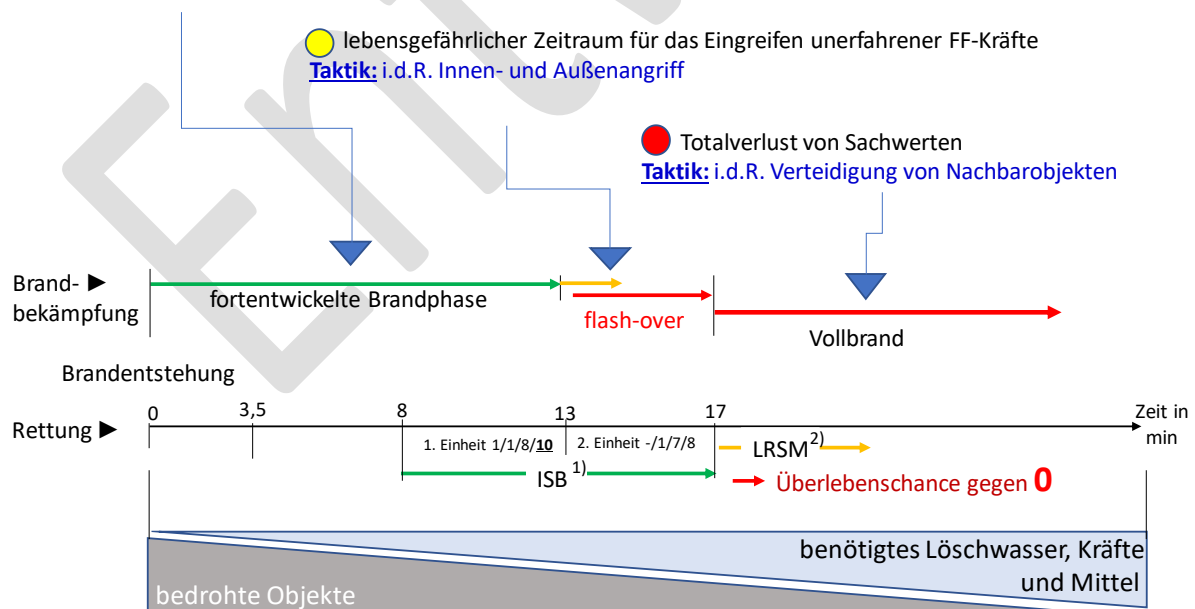 lebensgefährlicher Zeitraum für das Eingreifen unerfahrener FF-Kräfte
Taktik: i.d.R. Innen- und Außenangriff
Totalverlust von Sachwerten
Taktik: i.d.R. Verteidigung von Nachbarobjekten
Brand- ►
bekämpfung
fortentwickelte Brandphase
flash-over
Vollbrand
Brandentstehung
Rettung ►
0 3,5 8 13 17 Zeit in
min
1. Einheit 1/1/8/10 2. Einheit -/1/7/8
LRSM2)
ISB 1)
Überlebenschance gegen 0
benötigtes Löschwasser, Kräfte
und Mittel
bedrohte Objekte